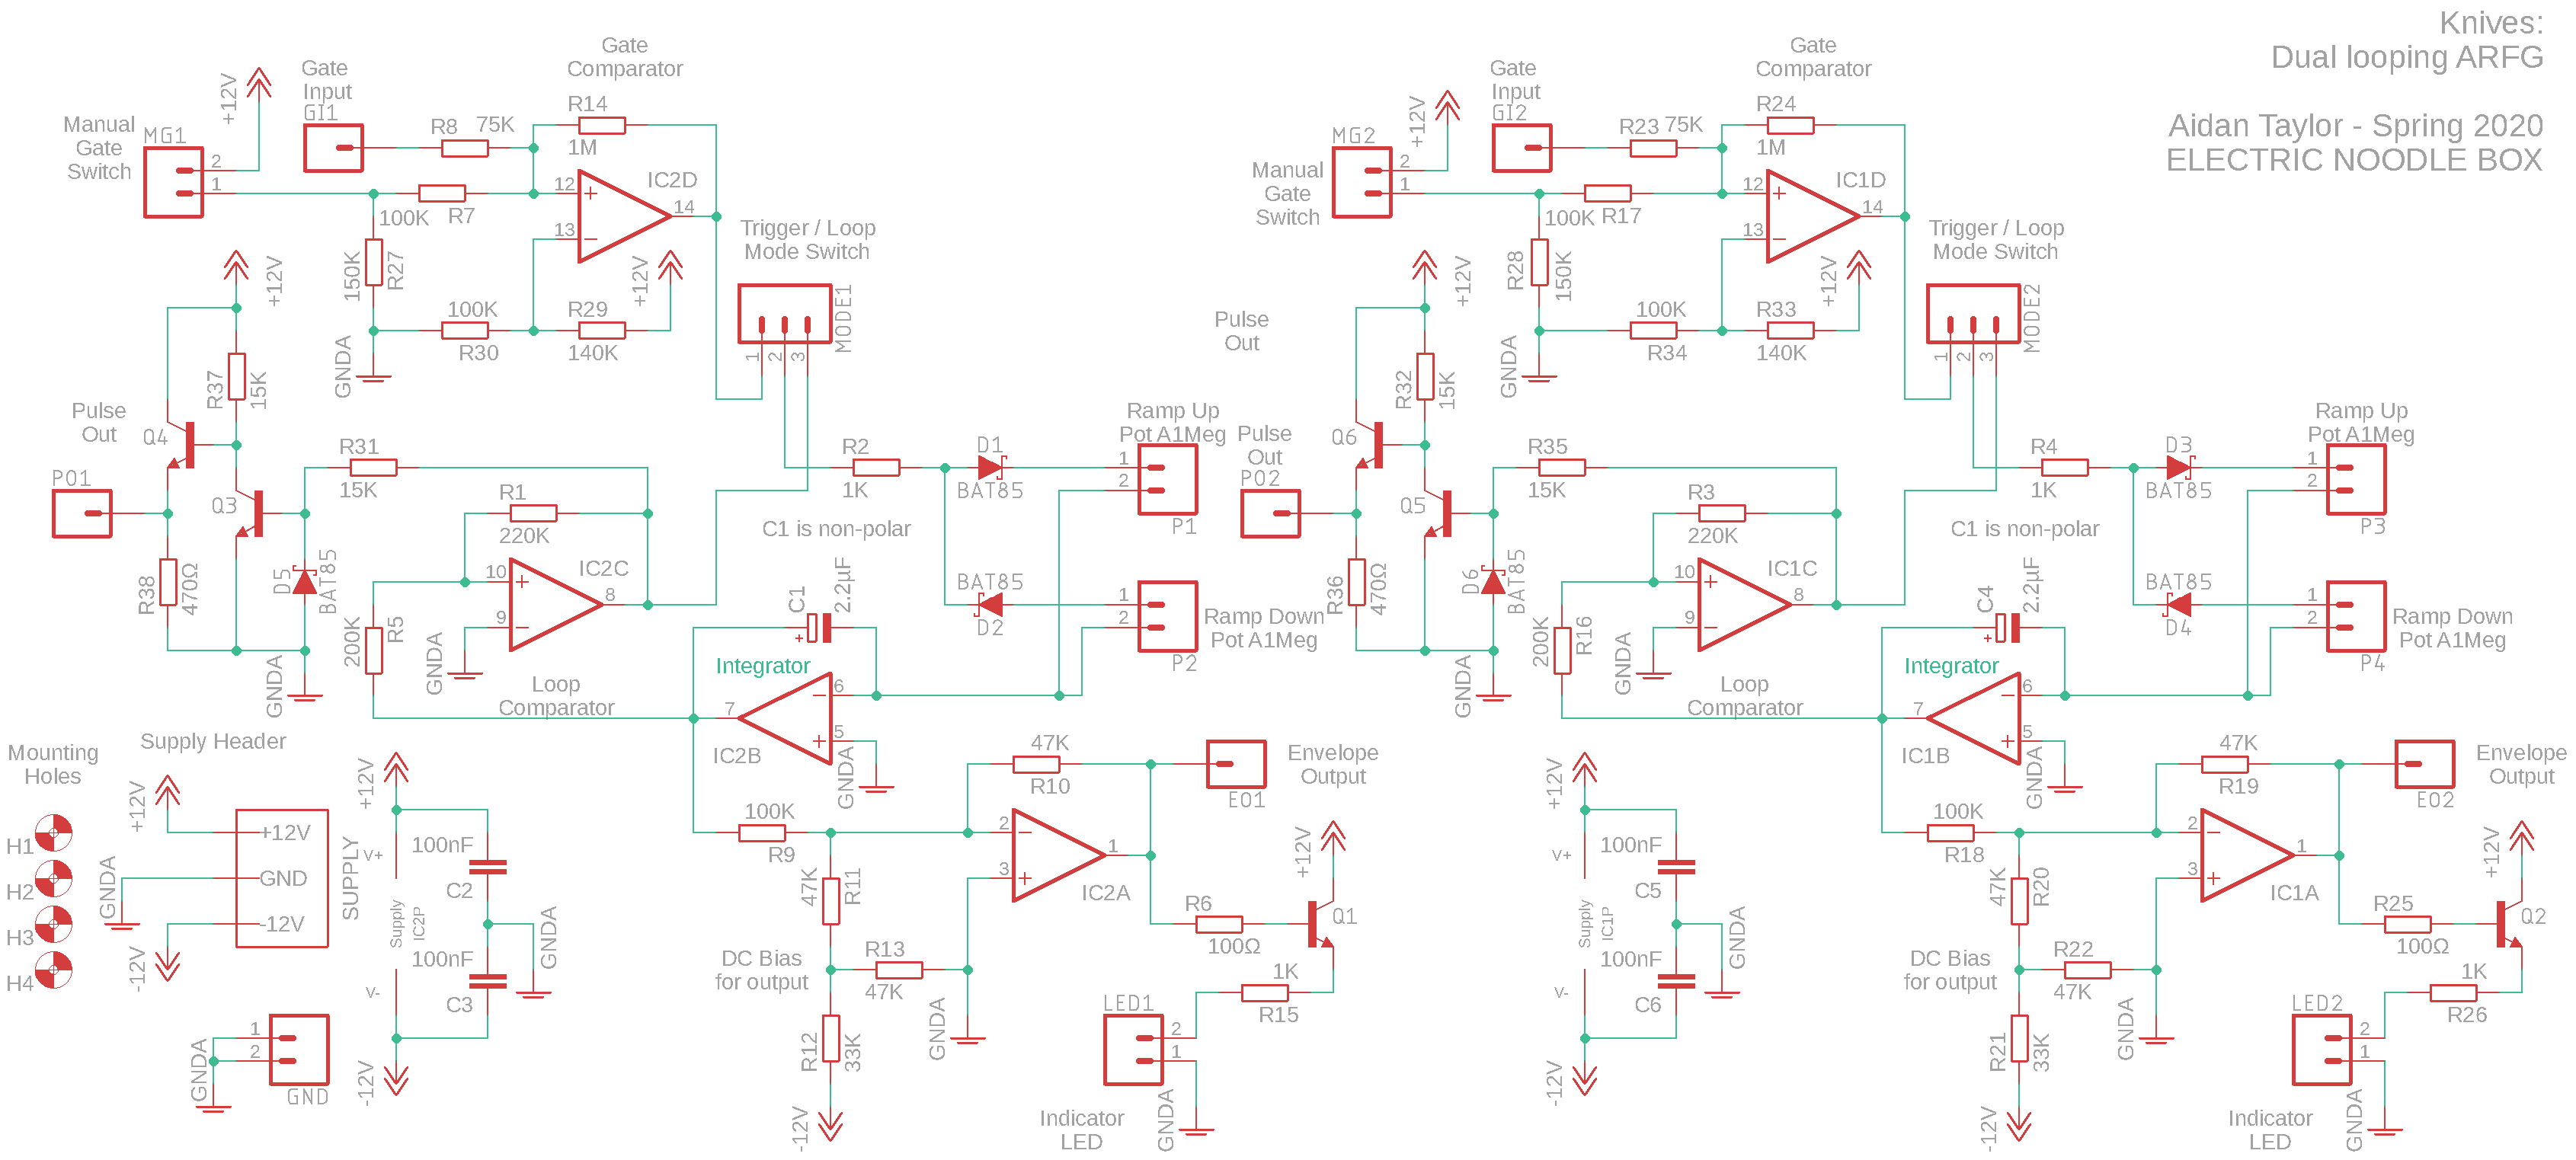 Knives:
Dual looping ARFG
Aidan Taylor - Spring 2020
ELECTRIC NOODLE BOX
Manual
Gate
Switch
MG1
2
1
+12V
Gate
Input
GI1
R8
75K
Gate
Comparator
R14
1M
12
13
14
IC2D
100K
R7
150K
R27
100K
R30
R29
140K
+12V
GNDA
Trigger / Loop
Mode Switch
MODE1
1
2
3
+12V
R37
15K
Pulse
Out
PO1
Q4
Q3
R38
470Ω
D5
BAT85
GNDA
R31
15K
R1
220K
10
9
8
IC2C
GNDA
200K
R5
Loop
Comparator
R2
1K
D1
BAT85
BAT85
D2
Ramp Up
Pot A1Meg
1
2
P1
1
2
P2
Ramp Down
Pot A1Meg
C1 is non-polar
C1
2.2µF
+
Integrator
6
5
7
IC2B
GNDA
Mounting
Holes
H1
H2
H3
H4
Supply Header
+12V
GNDA
-12V
+12V
GND
-12V
SUPPLY
GNDA
1
2
GND
+12V
V+
Supply
IC2P
V-
-12V
100nF
C2
100nF
C3
GNDA
100K
R9
47K
R10
47K
R11
2
3
1
IC2A
DC Bias
for output
R13
47K
R12
33K
-12V
GNDA
EO1
Envelope
Output
R6
100Ω
+12V
Q1
1K
R15
LED1
2
1
GNDA
Indicator
LED
Manual
Gate
Switch
MG2
2
1
+12V
Gate
Input
GI2
R23
75K
Gate
Comparator
R24
1M
12
13
14
IC1D
100K
R17
R28
150K
100K
R34
R33
140K
+12V
GNDA
Trigger / Loop
Mode Switch
MODE2
1
2
3
Pulse
Out
+12V
R32
15K
Pulse
Out
PO2
Q6
Q5
R36
470Ω
D6
BAT85
GNDA
R35
15K
R3
220K
10
9
8
IC1C
GNDA
200K
R16
Loop
Comparator
R4
1K
D3
BAT85
BAT85
D4
Ramp Up
Pot A1Meg
1
2
P3
1
2
P4
Ramp Down
Pot A1Meg
C1 is non-polar
C4
2.2µF
+
Integrator
6
5
7
IC1B
GNDA
+12V
V+
Supply
IC1P
V-
-12V
100nF
C5
100nF
C6
GNDA
100K
R18
47K
R19
47K
R20
2
3
1
IC1A
DC Bias
for output
R22
47K
R21
33K
-12V
GNDA
EO2
Envelope
Output
R25
100Ω
+12V
Q2
1K
R26
LED2
2
1
GNDA
Indicator
LED